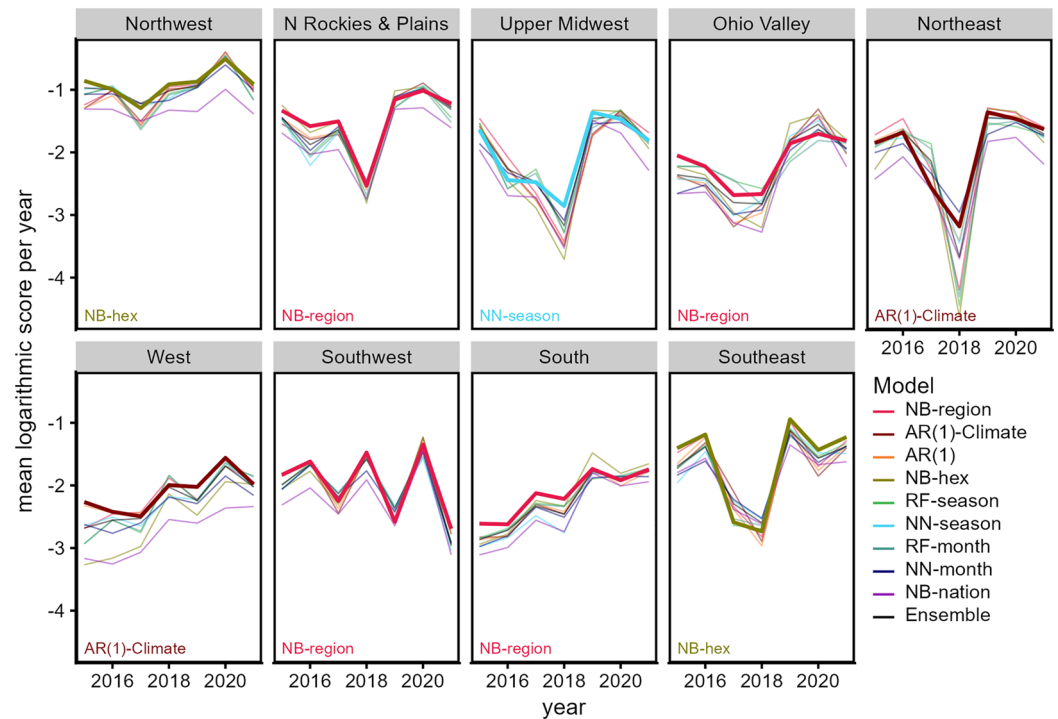 Northwest
N Rockies & Plains
Upper Midwest
Ohio Valley
Northeast
-1
-2
-3
-4
NB-hex
NB-region
NN-season
NB-region
AR(1)-Climate
2016 2018 2020
West
Southwest
South
Southeast
-1
-2
-3
-4
AR(1)-Climate
NB-region
NB-region
NB-hex
2016 2018 2020
2016 2018 2020
2016 2018 2020
2016 2018 2020
year
mean logarithmic score per year
Model
NB-region
AR(1)-Climate
AR(1)
NB-hex
RF-season
NN-season
RF-month
NN-month
NB-nation
Ensemble